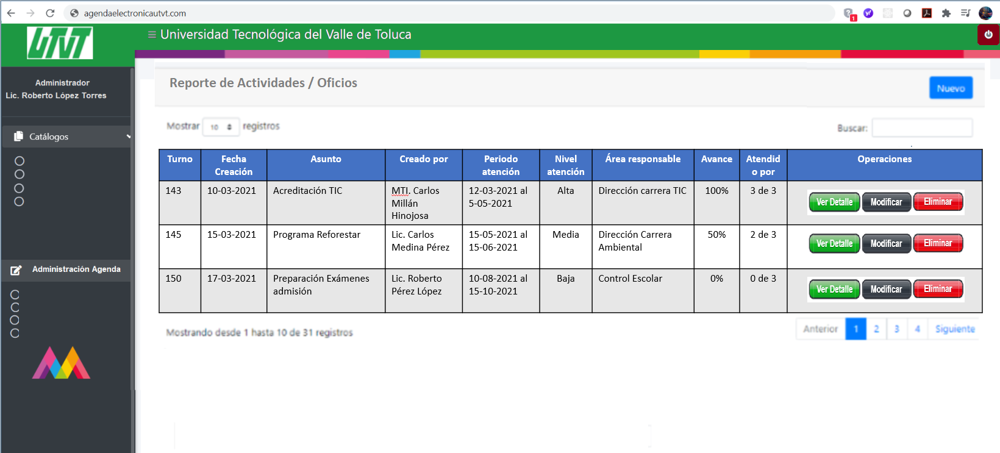 agendaelectronicautvt.com
1
UTVT
Universidad Tecnológica del Valle de Toluca
Administrador
Lic. Roberto López Torres
Catálogos
Administración Agenda
Reporte de Actividades / Oficios
Nuevo
Mostrar 10 registros
Buscar:
Turno Fecha Creación Asunto Creado por Periodo atención Nivel atención Área responsable Avance Atendid o por Operaciones
143 10-03-2021 Acreditación TIC MTI. Carlos Millán Hinojosa 12-03-2021 al 5-05-2021 Alta Dirección carrera TIC 100% 3 de 3 Ver Detalle Modificar Eliminar
145 15-03-2021 Programa Reforestar Lic. Carlos Medina Pérez 15-05-2021 al 15-06-2021 Media Dirección Carrera Ambiental 50% 2 de 3 Ver Detalle Modificar Eliminar
150 17-03-2021 Preparación Exámenes admisión Lic. Roberto Pérez López 10-08-2021 al 15-10-2021 Baja Control Escolar 0% 0 de 3 Ver Detalle Modificar Eliminar
Mostrando desde 1 hasta 10 de 31 registros
Anterior 1 2 3 4 Siguiente